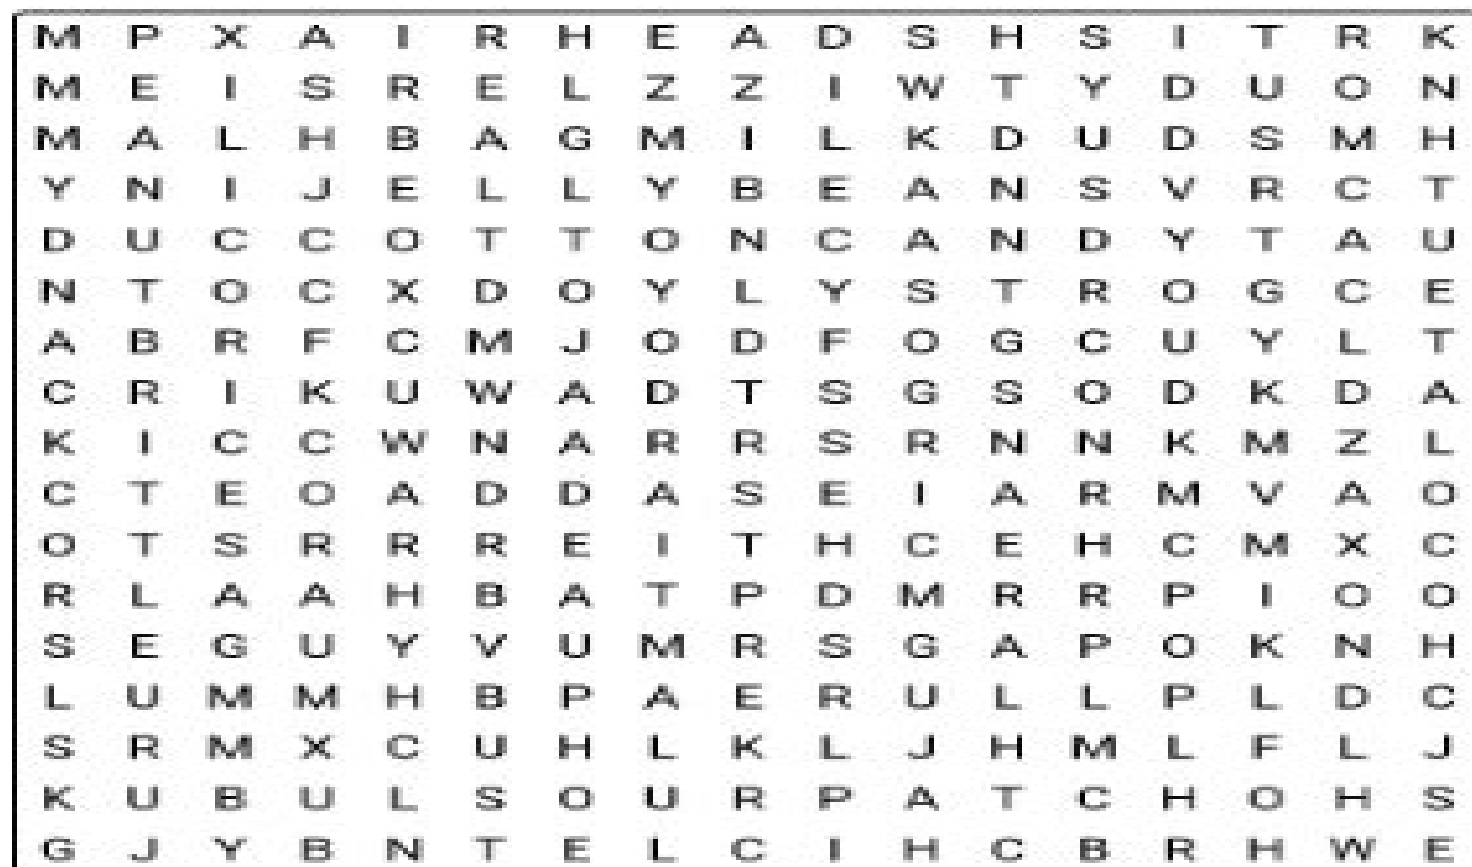 M P X A I R H E A D S H S I T R K
M E I S R E L Z Z I W T Y D U O N
M A L H B A G M I L K D U D S M H
Y N I J E L L Y B E A N S V R C T
D U C C O T T O N C A N D Y T A U
N T O C X D O Y L Y S T R O G C E
A B R F C M J O D F O G C U Y L T
C R I K U W A D T S G S O D K D A
K I C C W N A R R S R N N K M Z L
C T E O A D D A S E I A R M V A O
O T S R R R E I T H C E H C M X C
R L A A H B A T P D M R R P I O O
S E G U Y V U M R S G A P O K N H
L U M M H B P A E R U L L P L D C
S R M X C U H L K L J H M L F L J
K U B U L S O U R P A T C H O H S
G J Y B N T E L C I H C B R H W E